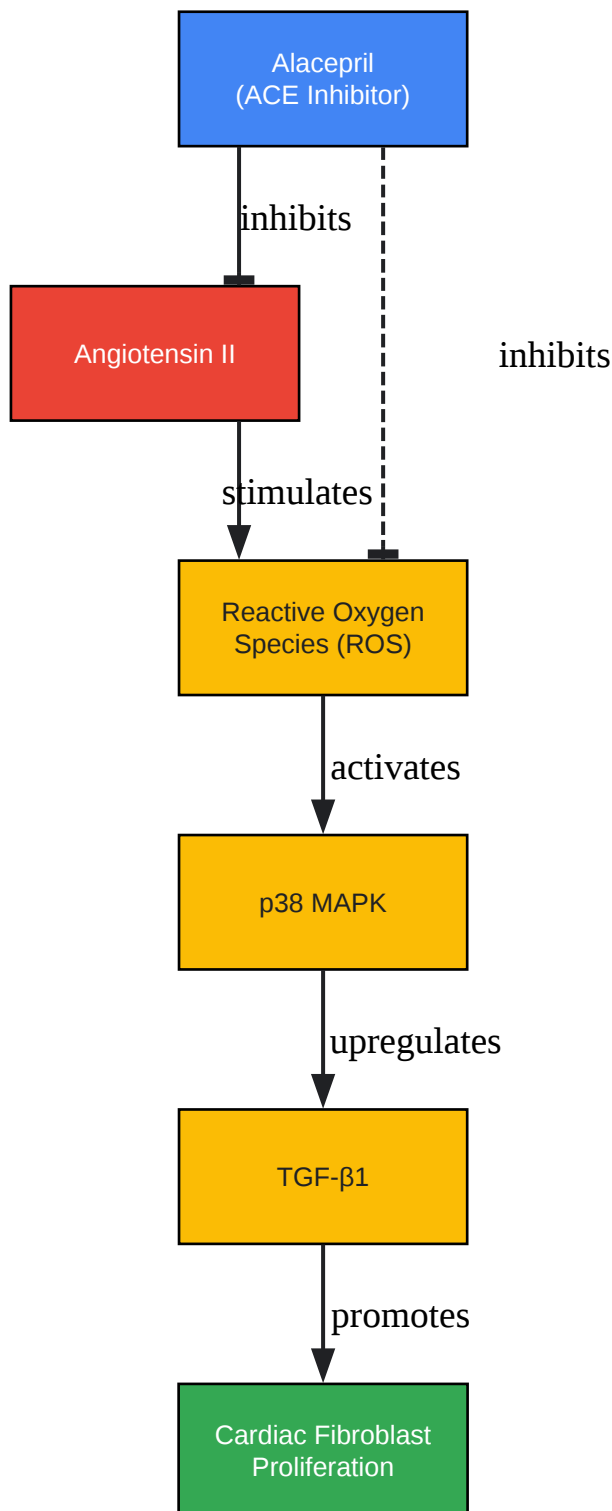 Alacepril
(ACE Inhibitor)
inhibits
Angiotensin II
inhibits
stimulates
Reactive Oxygen
Species (ROS)
activates
p38 MAPK
upregulates
TGF-β1
promotes
Cardiac Fibroblast
Proliferation